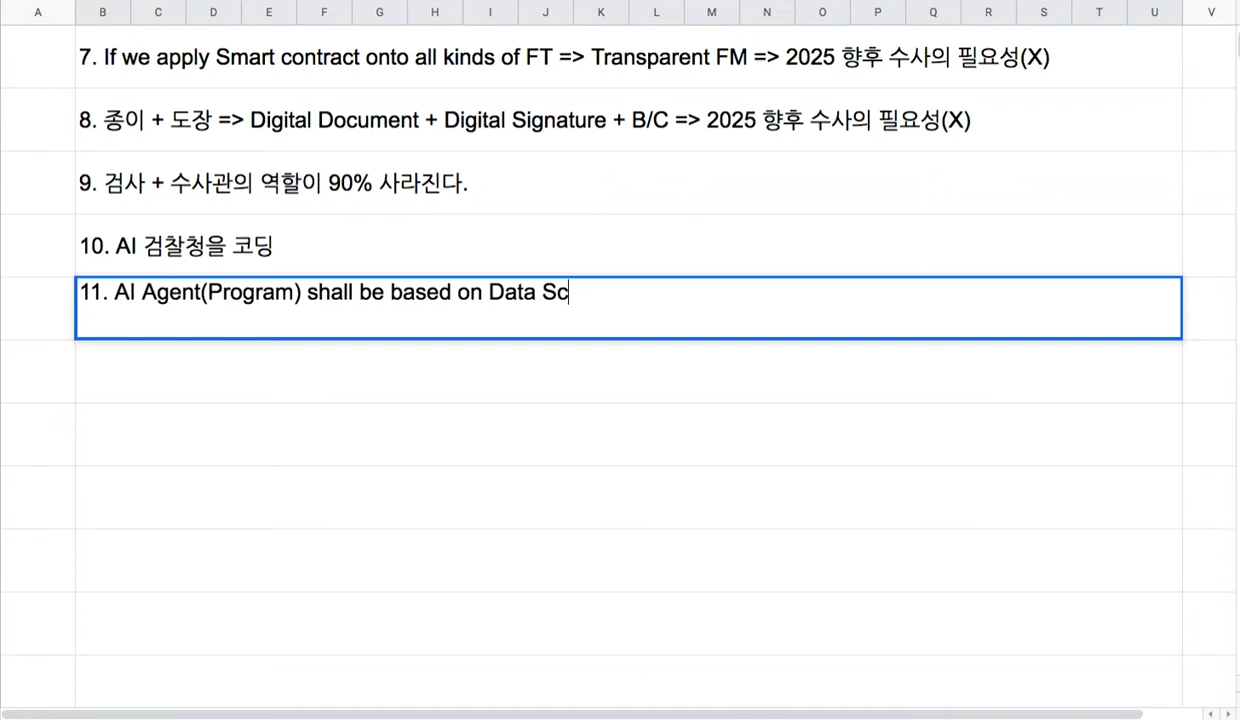 A B C D E F G H I J K L M N O P Q R S T U V
7. If we apply Smart contract onto all kinds of FT => Transparent FM => 2025 향후 수사의 필요성(X)
8. 종이 + 도장 => Digital Document + Digital Signature + B/C => 2025 향후 수사의 필요성(X)
9. 검사 + 수사관의 역할이 90% 사라진다.
10. AI 검찰청을 코딩
11. AI Agent(Program) shall be based on Data Sc